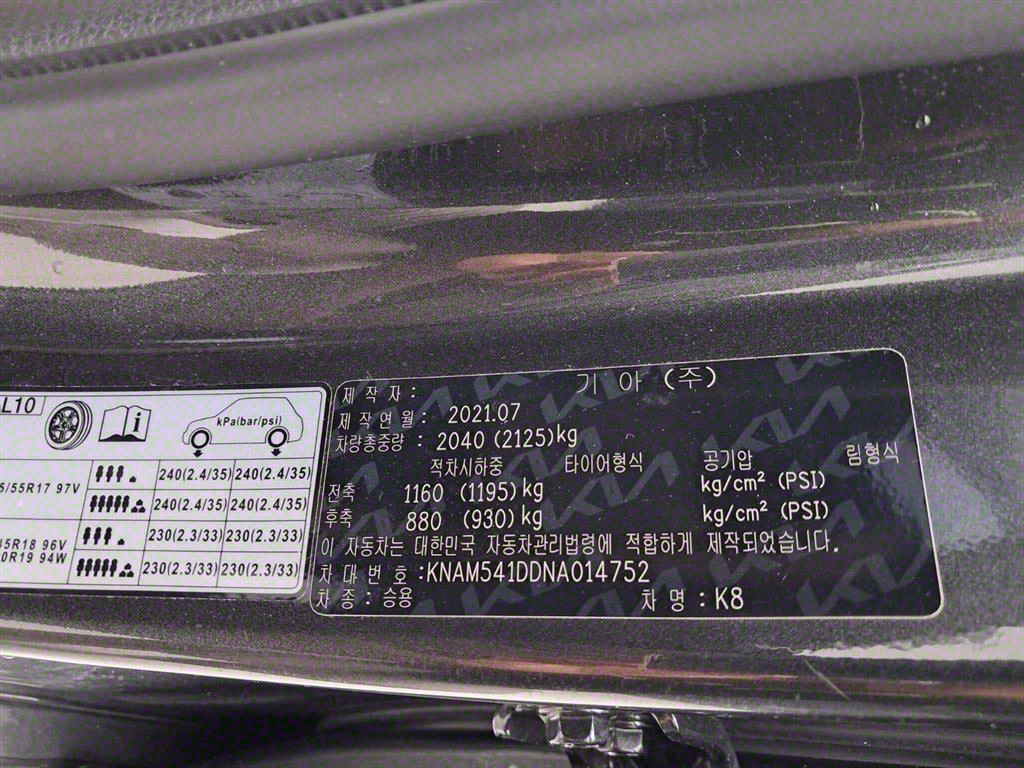 L10
kPa(bar/psi)
5/55R17 97V
240(2.4/35) 240(2.4/35)
240(2.4/35) 240(2.4/35)
5R18 96V
0R19 94W
230(2.3/33) 230(2.3/33)
230(2.3/33) 230(2.3/33)
제 작 자 : 기 아 (주)
제 작 연 월 : 2021.07
차량총중량 : 2040 (2125)kg
적차시하중 타이어형식 공기압 림형식
전축 1160 (1195)kg kg/cm² (PSI)
후축 880 (930)kg kg/cm² (PSI)
이 자동차는 대한민국 자동차관리법령에 적합하게 제작되었습니다.
차 대 번 호 :KNAM541DDNA014752
차 종 : 승용 차 명 : K8